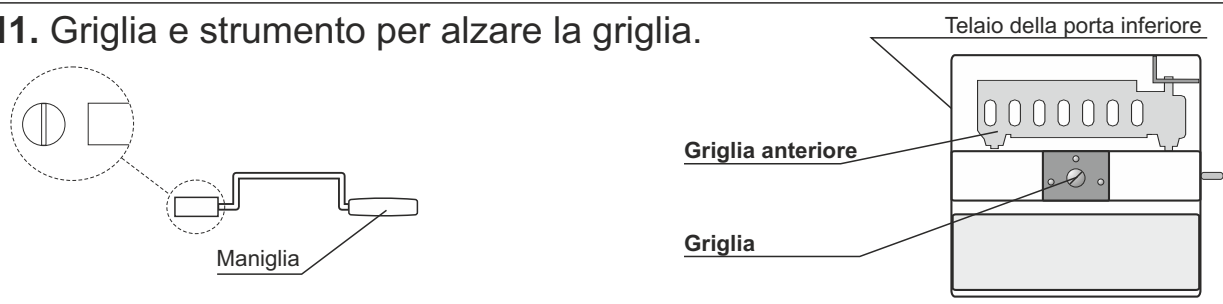 11. Griglia e strumento per alzare la griglia.
Telaio della porta inferiore
Griglia anteriore
Griglia
Maniglia